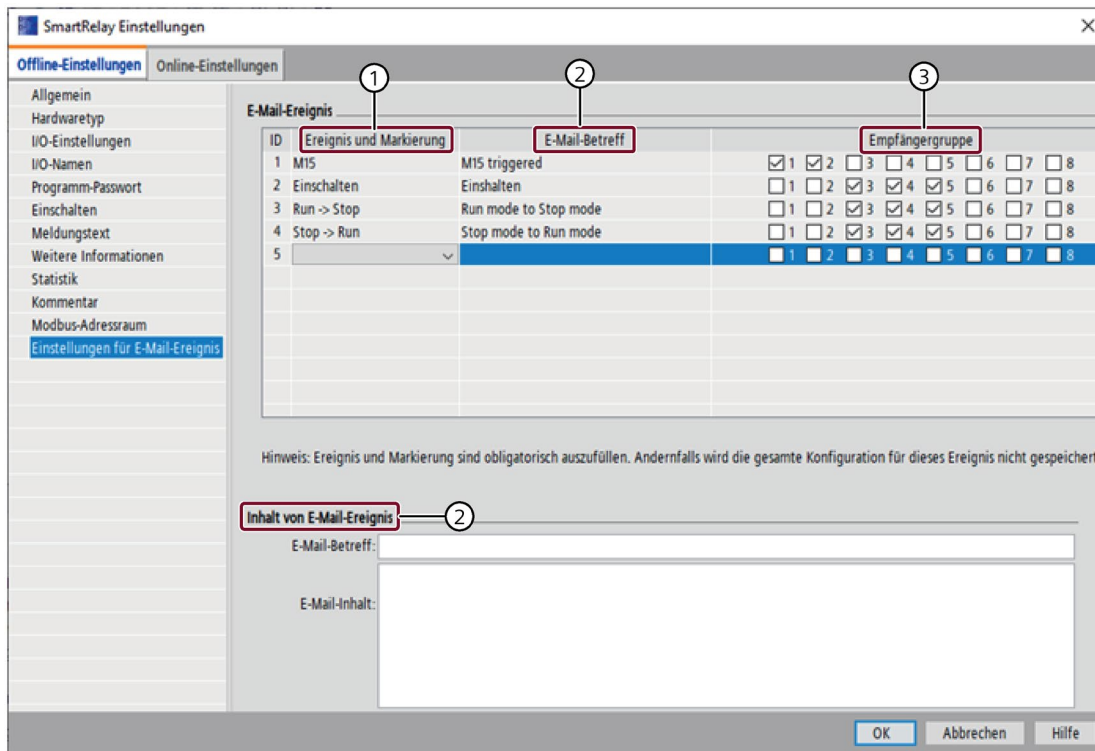 SmartRelay Einstellungen
Offline-Einstellungen Online-Einstellungen
Allgemein
Hardwaretyp
I/O-Einstellungen
I/O-Namen
Programm-Passwort
Einschalten
Meldungstext
Weitere Informationen
Statistik
Kommentar
Modbus-Adressraum
Einstellungen für E-Mail-Ereignis
1 2 3
E-Mail-Ereignis
ID Ereignis und Markierung E-Mail-Betreff Empfängergruppe
1 M15 M15 triggered 1 2 3 4 5 6 7 8
2 Einschalten Einshalten 1 2 3 4 5 6 7 8
3 Run -> Stop Run mode to Stop mode 1 2 3 4 5 6 7 8
4 Stop -> Run Stop mode to Run mode 1 2 3 4 5 6 7 8
5 1 2 3 4 5 6 7 8
Hinweis: Ereignis und Markierung sind obligatorisch auszufüllen. Andernfalls wird die gesamte Konfiguration für dieses Ereignis nicht gespeichert
Inhalt von E-Mail-Ereignis 2
E-Mail-Betreff:
E-Mail-Inhalt:
OK Abbrechen Hilfe